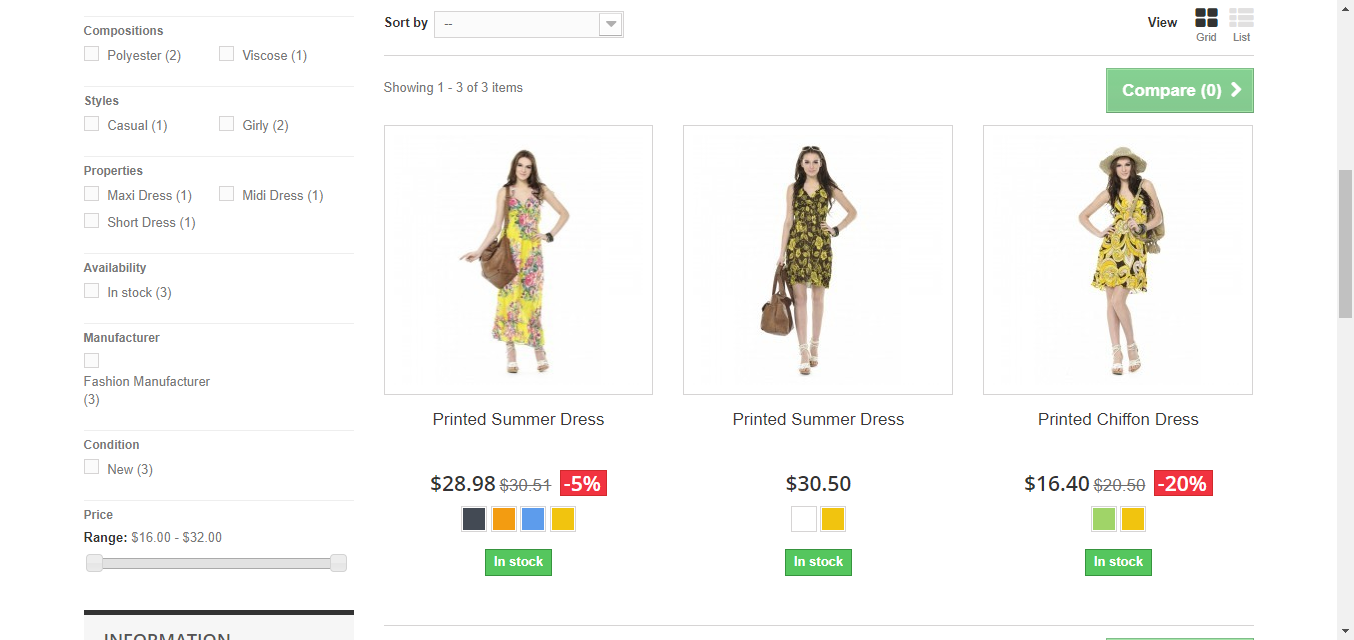 Compositions
Polyester (2)
Viscose (1)
Styles
Casual (1)
Girly (2)
Properties
Maxi Dress (1)
Midi Dress (1)
Short Dress (1)
Availability
In stock (3)
Manufacturer
Fashion Manufacturer
(3)
Condition
New (3)
Price
Range: $16.00 - $32.00
INFORMATION
Sort by
--
View
Grid
List
Showing 1 - 3 of 3 items
Compare (0)
Printed Summer Dress
$28.98 $30.51 -5%
In stock
Printed Summer Dress
$30.50
In stock
Printed Chiffon Dress
$16.40 $20.50 -20%
In stock